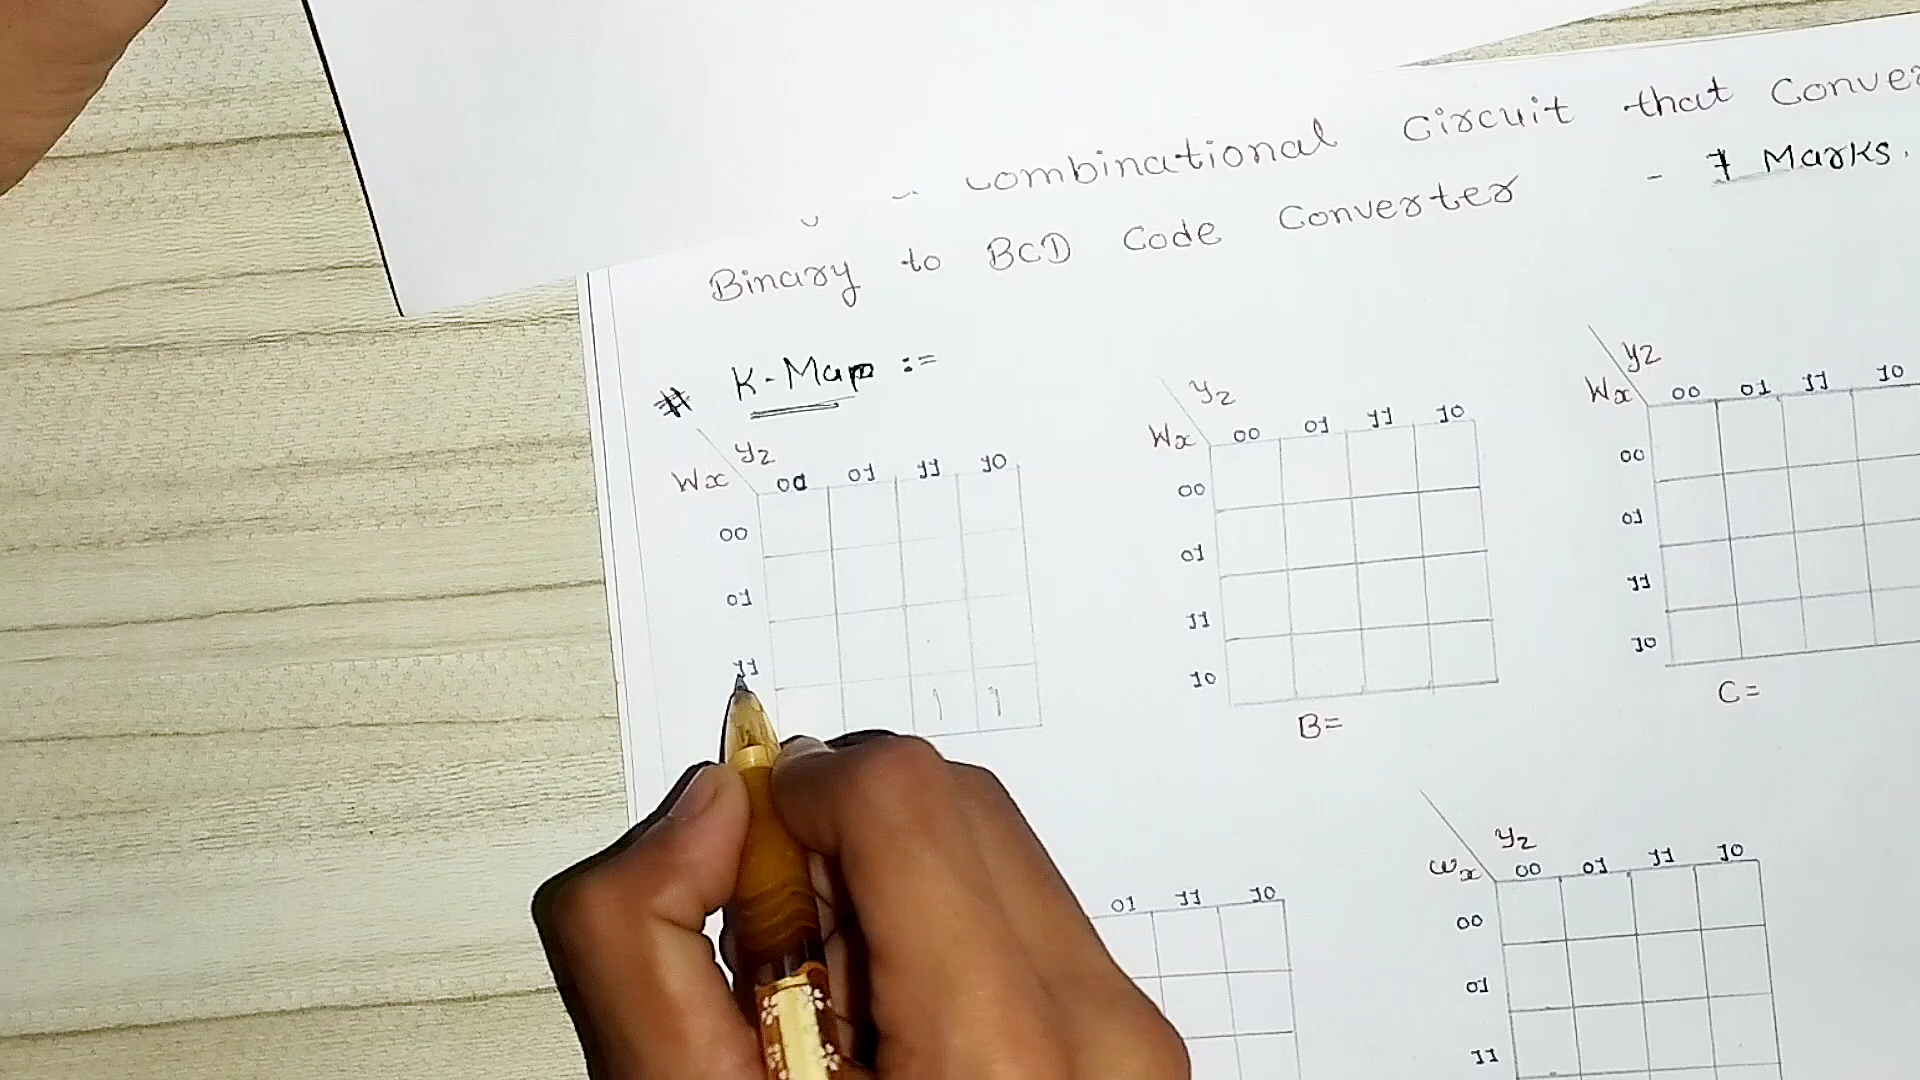 Combinational Circuit that Conver
Binary to BCD Code Converter - 7 Marks.
# K-Map :=
yz
Wx 00 01 11 10
00
01
11
1 1
yz
Wx 00 01 11 10
00
01
11
10
B=
yz
Wx 00 01 11 10
00
01
11
10
C=
01 11 10
yz
Wx 00 01 11 10
00
01
11